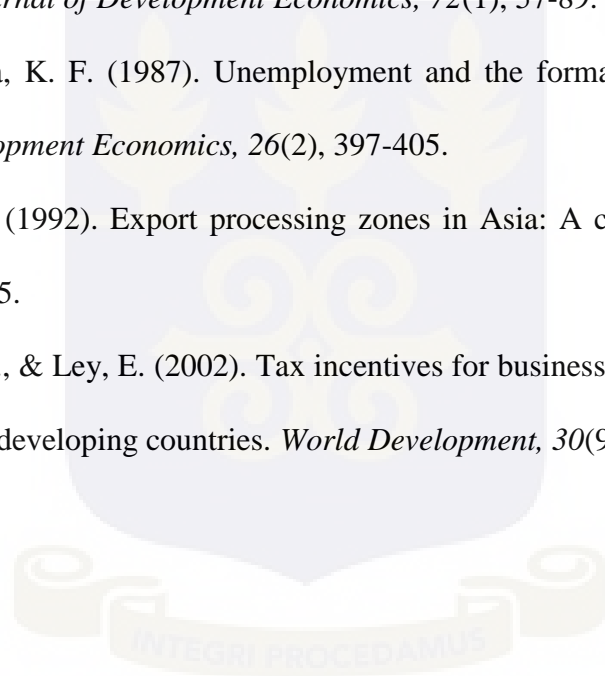 rnal of Development Economics, 72(1), 57-89.
, K. F. (1987). Unemployment and the forma
opment Economics, 26(2), 397-405.
(1992). Export processing zones in Asia: A c
5.
., & Ley, E. (2002). Tax incentives for business
developing countries. World Development, 30(9
INTEGRI PROCEDAMUS